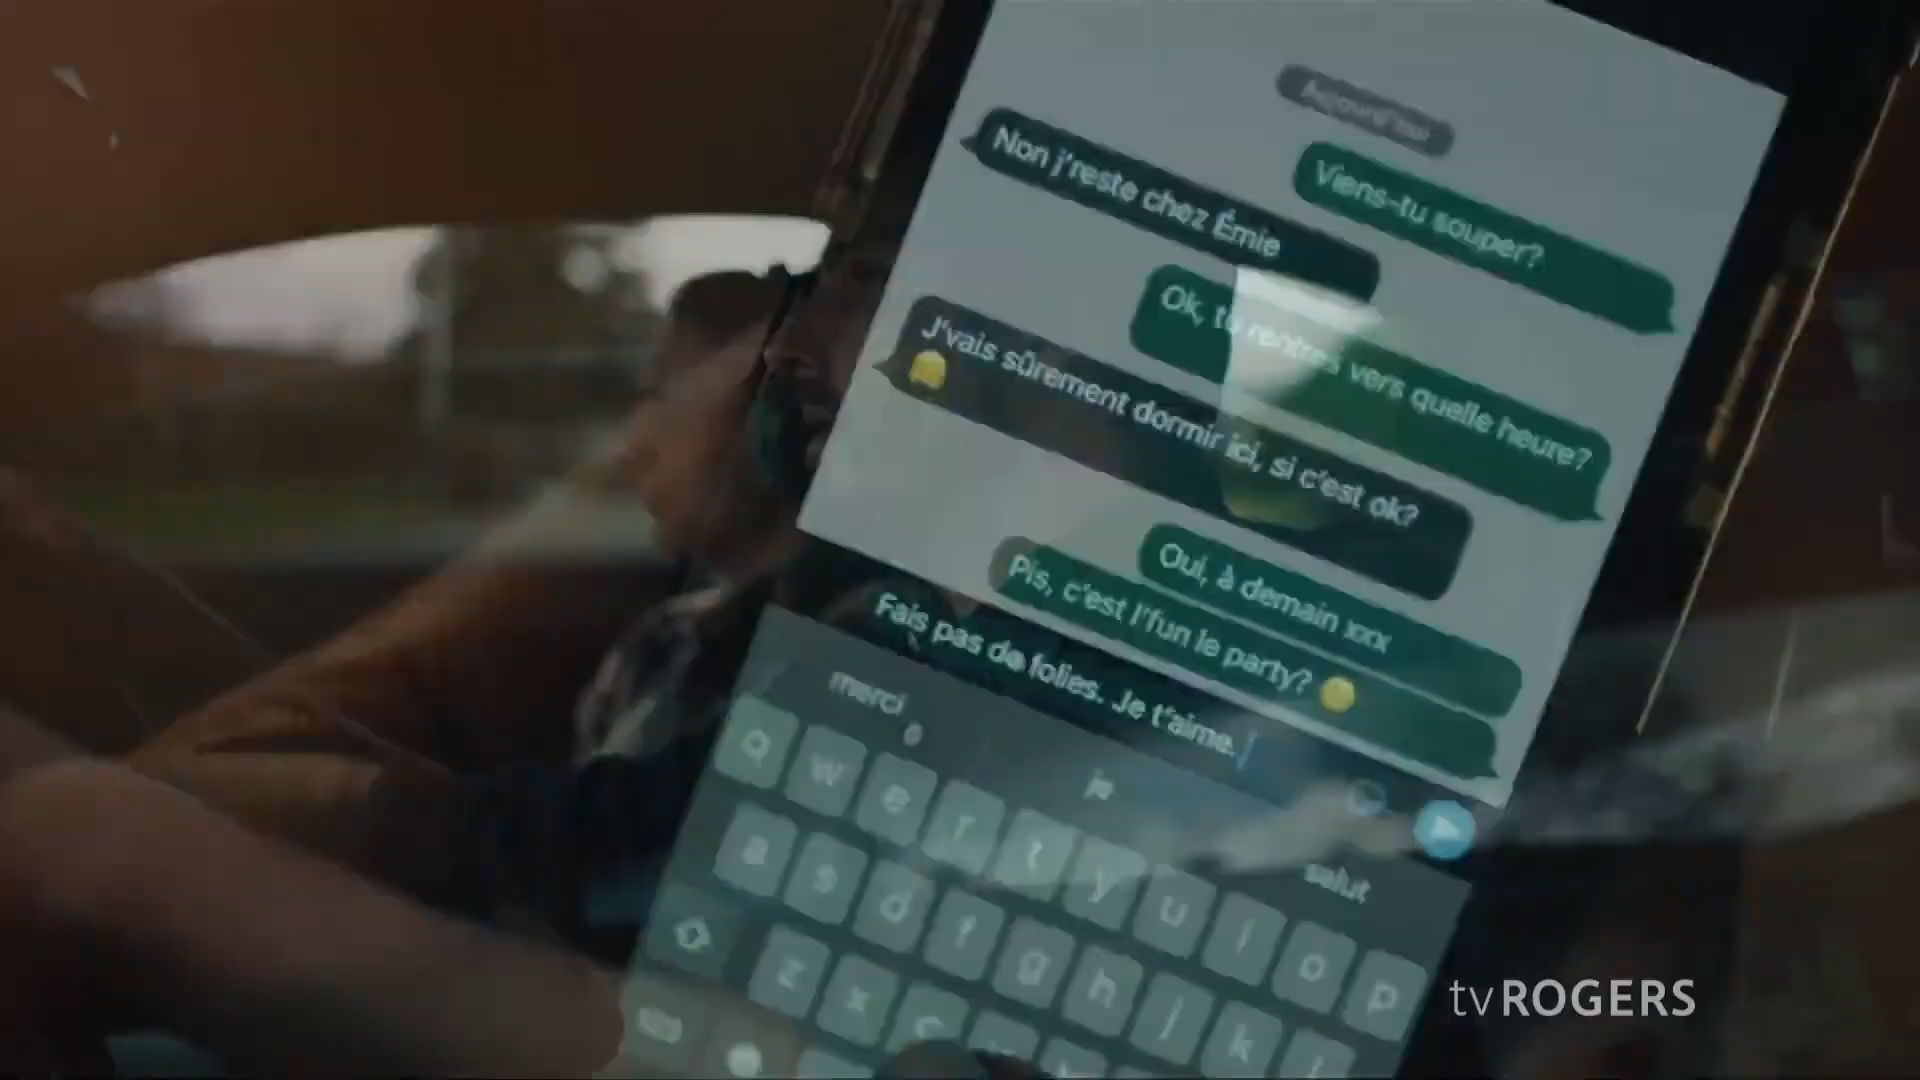 Aujourd'hui
Viens-tu souper?
Non j'reste chez Émie
Ok, tu rentres vers quelle heure?
J'vais sûrement dormir ici, si c'est ok?
Oui, à demain xxx
Pis, c'est l'fun le party?
Fais pas de folies. Je t'aime.
merci
je
salut
q w e r t y u i o p
a s d f g h j k l
z x c
tvROGERS